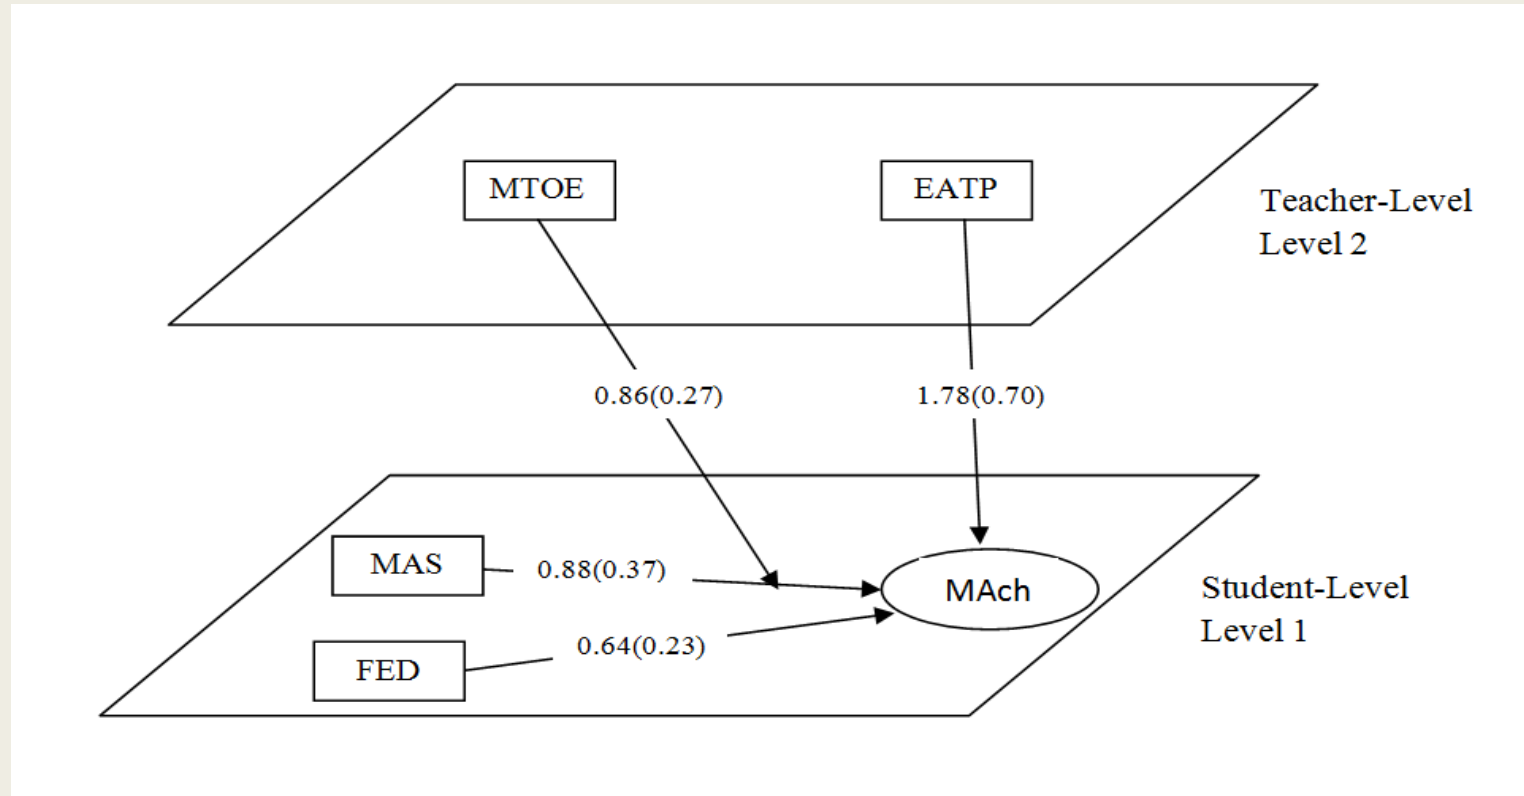 MTOE
EATP
Teacher-Level
Level 2
0.86(0.27)
1.78(0.70)
MAS
0.88(0.37)
MAch
Student-Level
Level 1
0.64(0.23)
FED